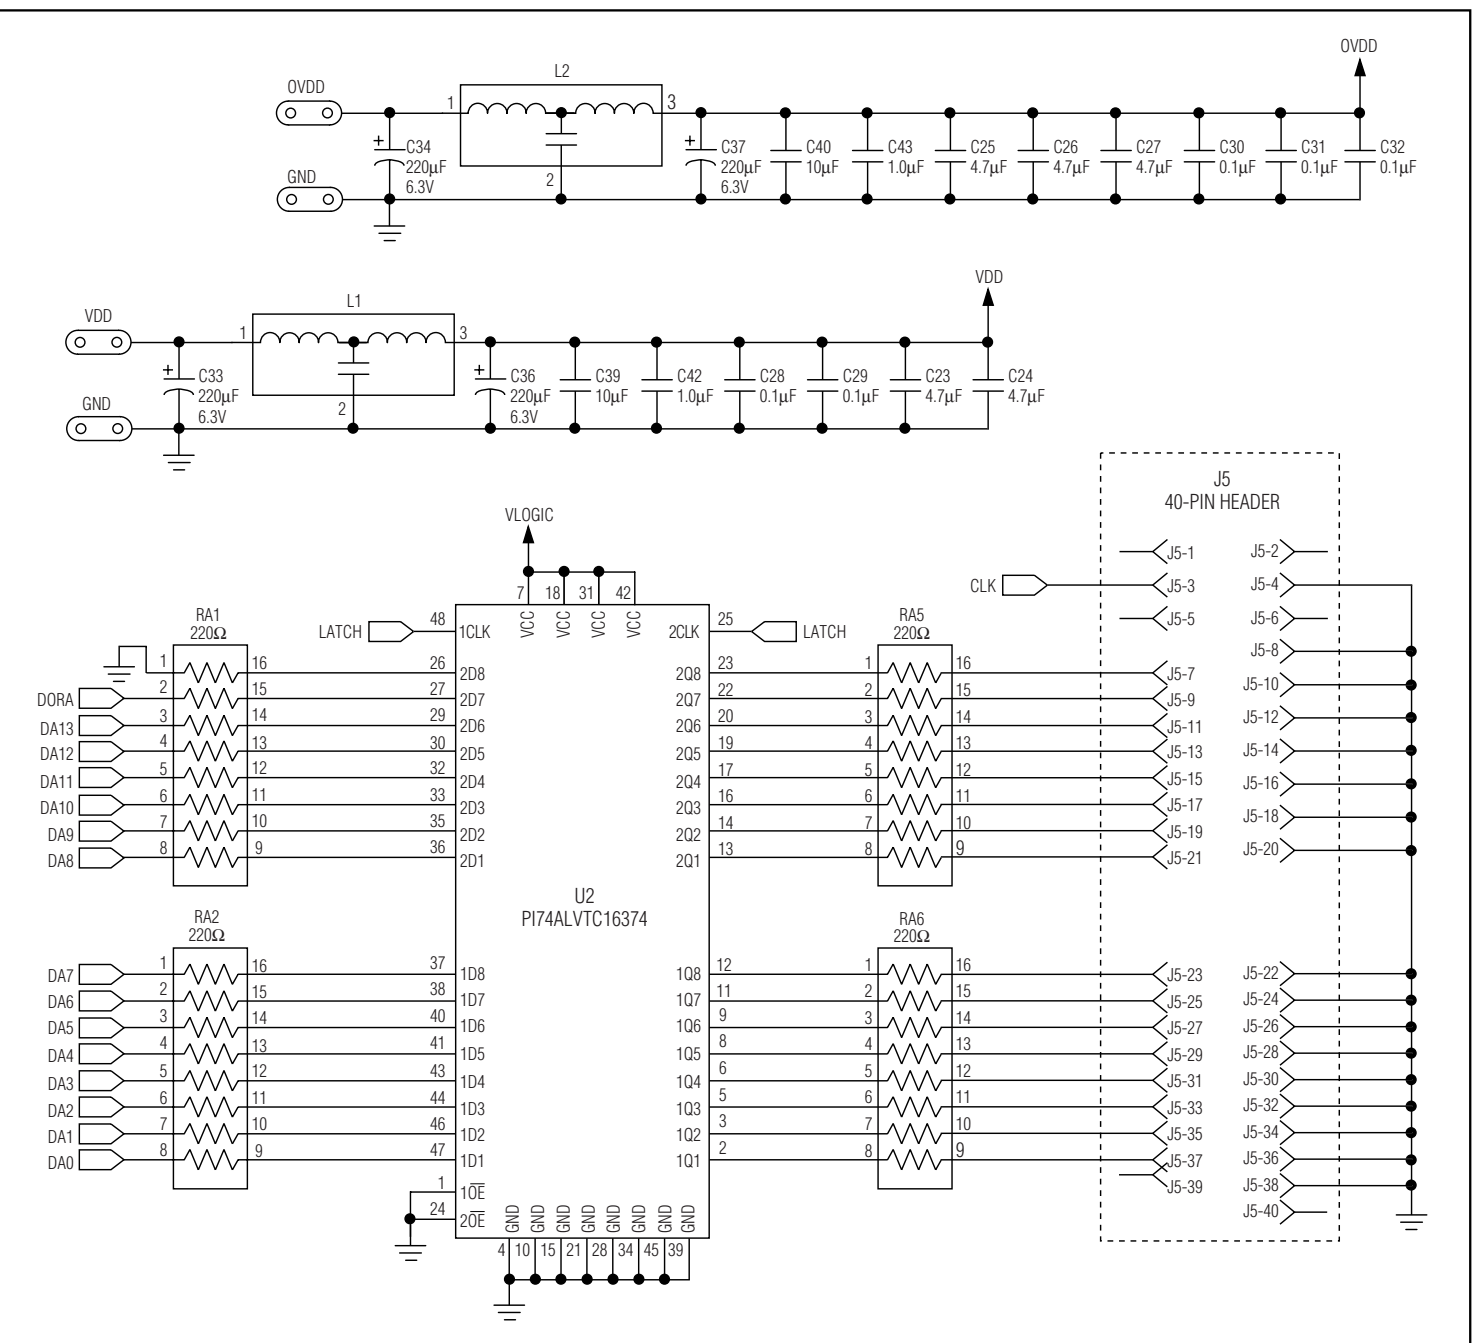 OVDD
L2
OVDD
1
3
+
C34
220µF
6.3V
+
C37
220µF
6.3V
C40
10µF
C43
1.0µF
C25
4.7µF
C26
4.7µF
C27
4.7µF
C30
0.1µF
C31
0.1µF
C32
0.1µF
GND
2
VDD
L1
VDD
1
3
+
C33
220µF
6.3V
+
C36
220µF
6.3V
C39
10µF
C42
1.0µF
C28
0.1µF
C29
0.1µF
C23
4.7µF
C24
4.7µF
GND
2
J5
40-PIN HEADER
VLOGIC
J5-1 J5-2
CLK J5-3 J5-4
J5-5 J5-6
J5-8
J5-10
J5-12
J5-14
J5-16
J5-18
J5-20
7 18 31 42
VCC VCC VCC VCC
LATCH 48 1CLK
2CLK 25 LATCH
RA1
220Ω
RA5
220Ω
1 16 26 2D8 2Q8 23 1 16 J5-7
DORA 2 15 27 2D7 2Q7 22 2 15 J5-9
DA13 3 14 29 2D6 2Q6 20 3 14 J5-11
DA12 4 13 30 2D5 2Q5 19 4 13 J5-13
DA11 5 12 32 2D4 2Q4 17 5 12 J5-15
DA10 6 11 33 2D3 2Q3 16 6 11 J5-17
DA9 7 10 35 2D2 2Q2 14 7 10 J5-19
DA8 8 9 36 2D1 2Q1 13 8 9 J5-21
U2
PI74ALVTC16374
RA2
220Ω
RA6
220Ω
DA7 1 16 37 1D8 1Q8 12 1 16 J5-23 J5-22
DA6 2 15 38 1D7 1Q7 11 2 15 J5-25 J5-24
DA5 3 14 40 1D6 1Q6 9 3 14 J5-27 J5-26
DA4 4 13 41 1D5 1Q5 8 4 13 J5-29 J5-28
DA3 5 12 43 1D4 1Q4 6 5 12 J5-31 J5-30
DA2 6 11 44 1D3 1Q3 5 6 11 J5-33 J5-32
DA1 7 10 46 1D2 1Q2 3 7 10 J5-35 J5-34
DA0 8 9 47 1D1 1Q1 2 8 9 J5-37 J5-36
J5-39 J5-38
J5-40
1 1O̅E̅
24 2O̅E̅
GND GND GND GND GND GND GND GND
4 10 15 21 28 34 45 39